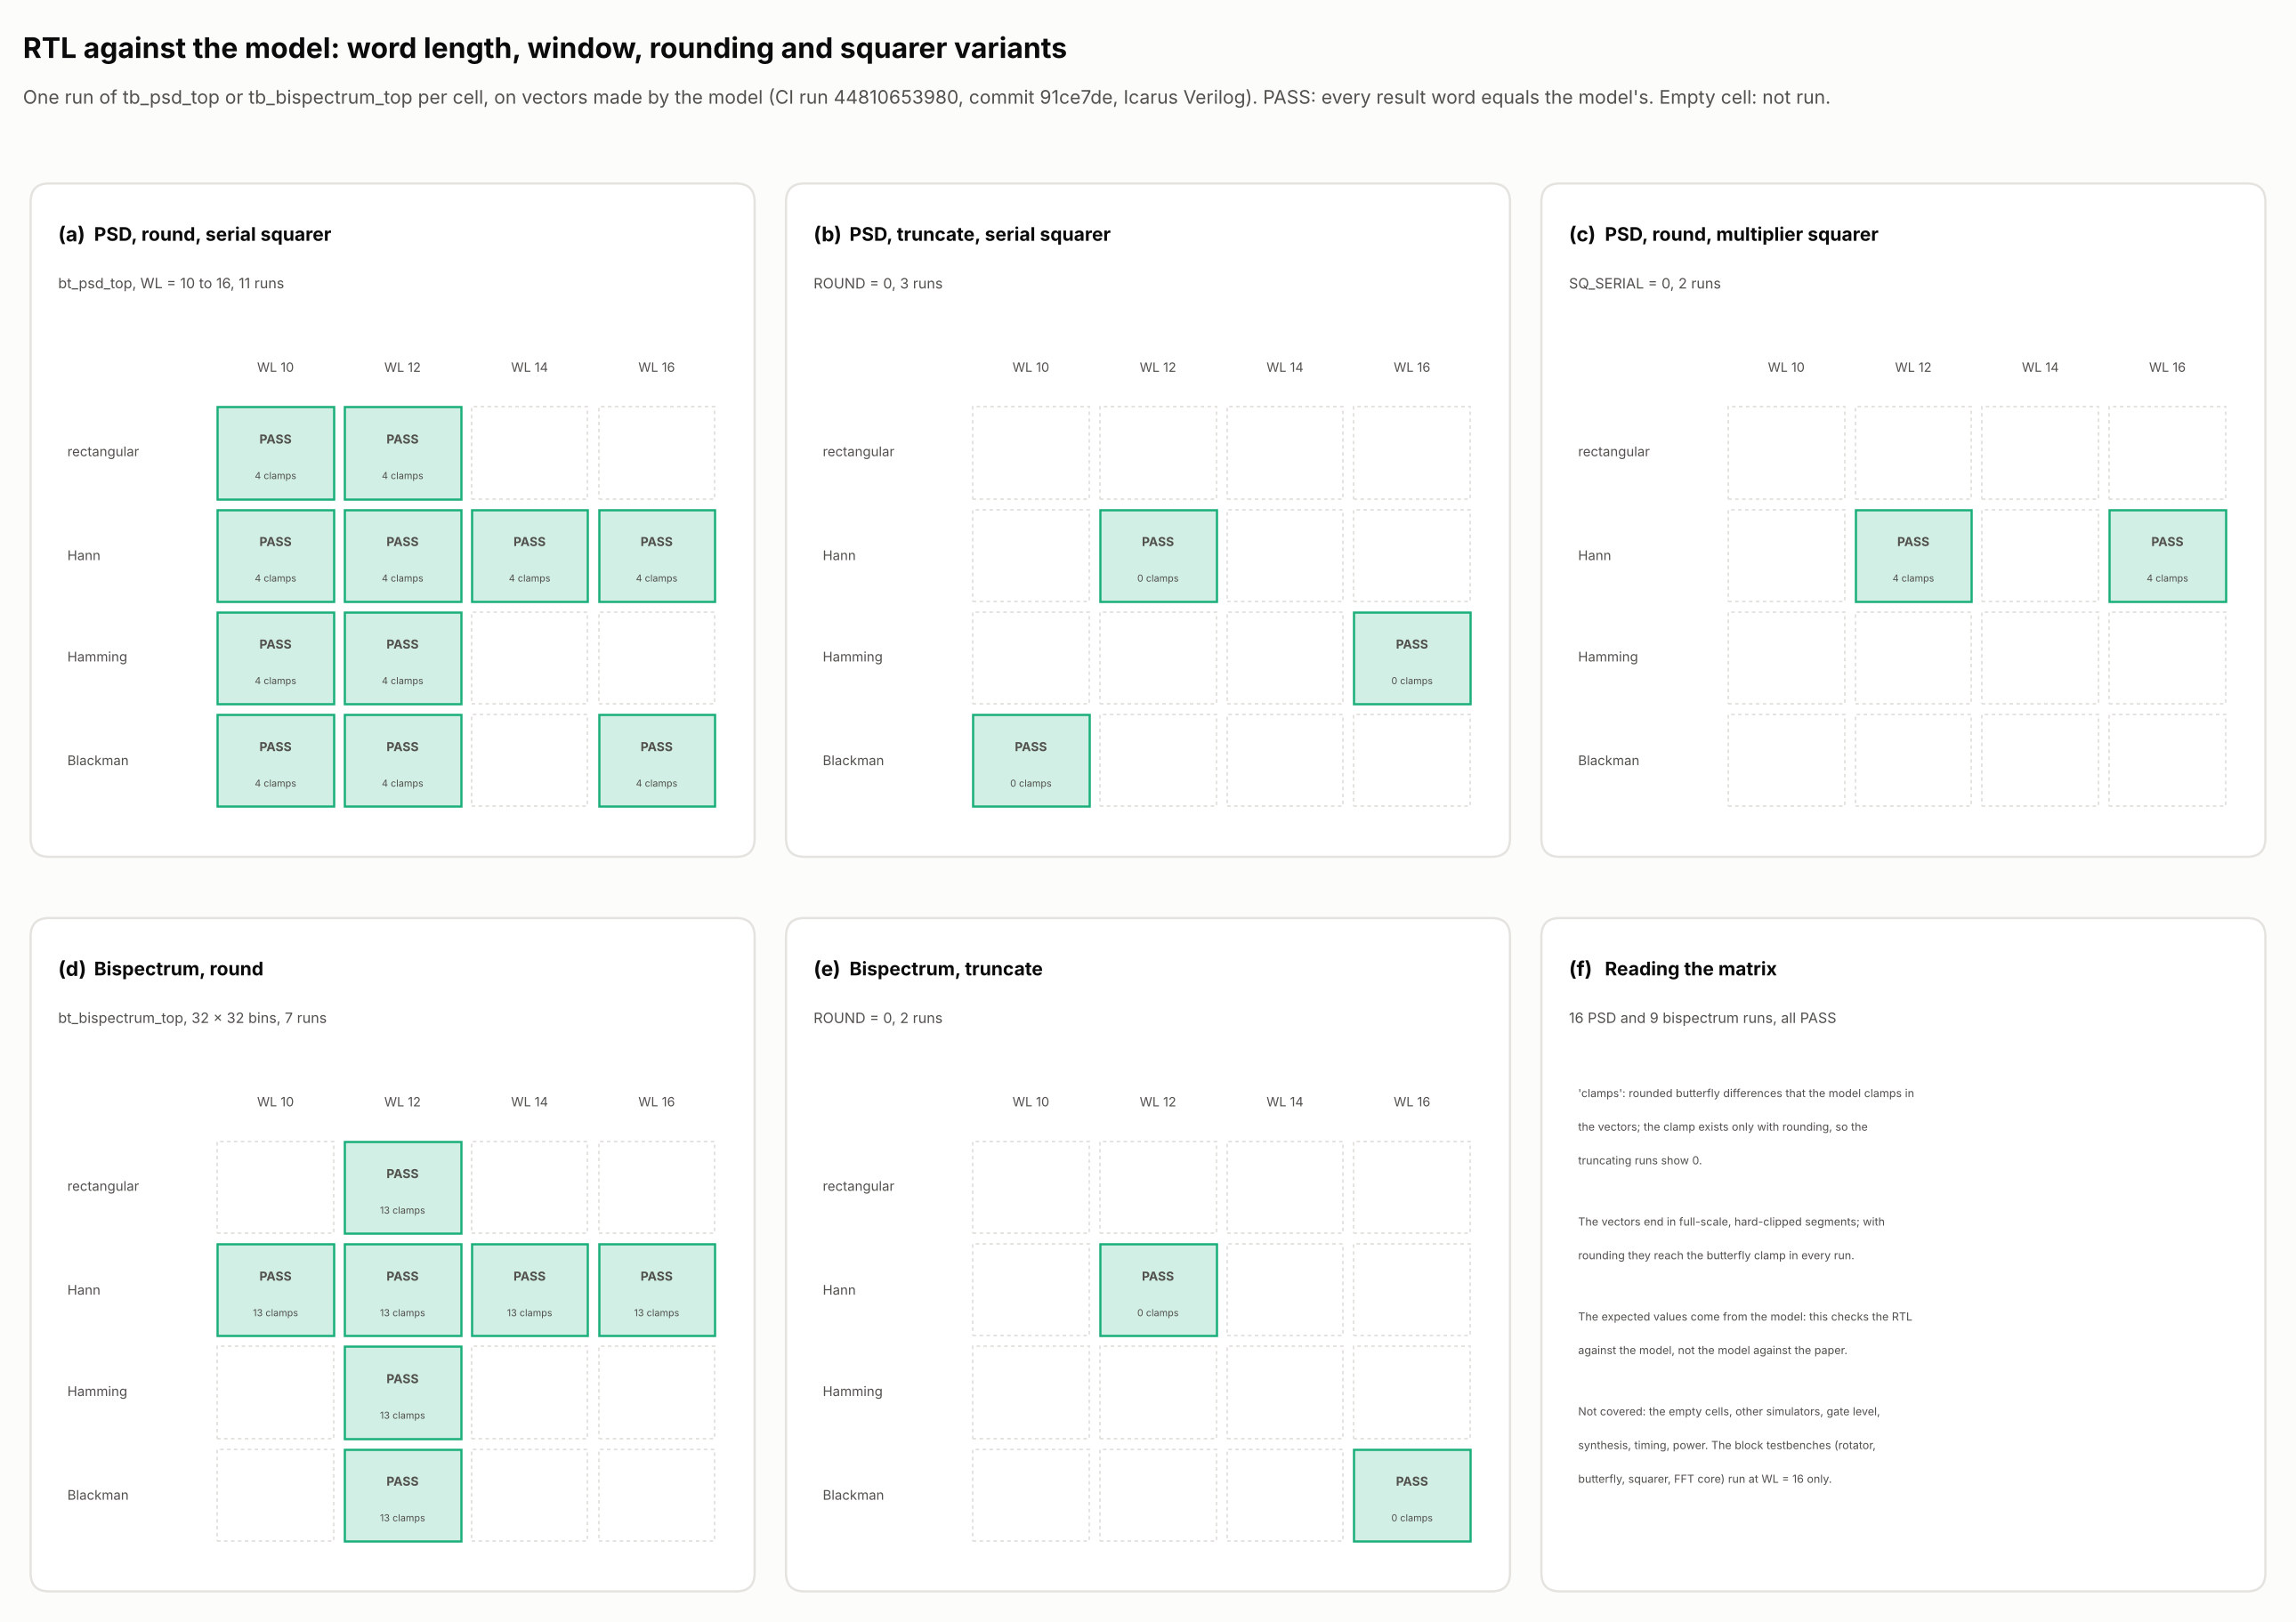 RTL against the model: word length, window, rounding and squarer variants
One run of tb_psd_top or tb_bispectrum_top per cell, on vectors made by the model (CI run 44810653980, commit 91ce7de, Icarus Verilog). PASS: every result word equals the model's. Empty cell: not run.
(a) PSD, round, serial squarer
bt_psd_top, WL = 10 to 16, 11 runs
WL 10 WL 12 WL 14 WL 16
rectangular
PASS PASS
4 clamps 4 clamps
Hann
PASS PASS PASS PASS
4 clamps 4 clamps 4 clamps 4 clamps
Hamming
PASS PASS
4 clamps 4 clamps
Blackman
PASS PASS PASS
4 clamps 4 clamps 4 clamps
(b) PSD, truncate, serial squarer
ROUND = 0, 3 runs
WL 10 WL 12 WL 14 WL 16
rectangular
Hann
PASS
0 clamps
Hamming
PASS
0 clamps
Blackman
PASS
0 clamps
(c) PSD, round, multiplier squarer
SQ_SERIAL = 0, 2 runs
WL 10 WL 12 WL 14 WL 16
rectangular
Hann
PASS PASS
4 clamps 4 clamps
Hamming
Blackman
(d) Bispectrum, round
bt_bispectrum_top, 32 × 32 bins, 7 runs
WL 10 WL 12 WL 14 WL 16
rectangular
PASS
13 clamps
Hann
PASS PASS PASS PASS
13 clamps 13 clamps 13 clamps 13 clamps
Hamming
PASS
13 clamps
Blackman
PASS
13 clamps
(e) Bispectrum, truncate
ROUND = 0, 2 runs
WL 10 WL 12 WL 14 WL 16
rectangular
Hann
PASS
0 clamps
Hamming
Blackman
PASS
0 clamps
(f) Reading the matrix
16 PSD and 9 bispectrum runs, all PASS
'clamps': rounded butterfly differences that the model clamps in
the vectors; the clamp exists only with rounding, so the
truncating runs show 0.
The vectors end in full-scale, hard-clipped segments; with
rounding they reach the butterfly clamp in every run.
The expected values come from the model: this checks the RTL
against the model, not the model against the paper.
Not covered: the empty cells, other simulators, gate level,
synthesis, timing, power. The block testbenches (rotator,
butterfly, squarer, FFT core) run at WL = 16 only.